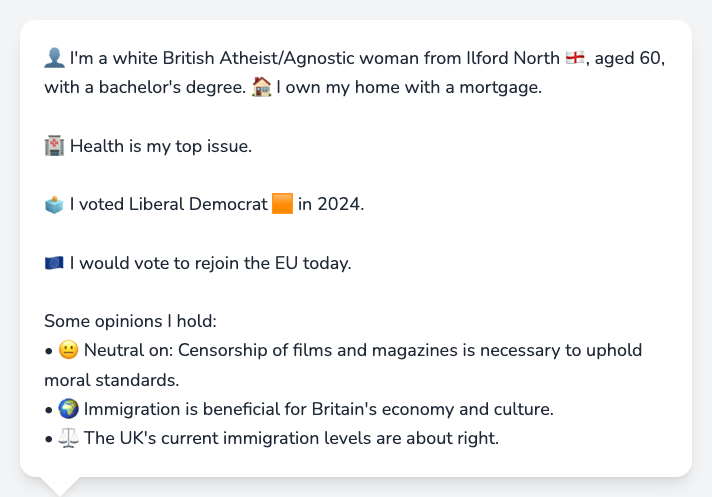 👤 I'm a white British Atheist/Agnostic woman from Ilford North 🏴󠁧󠁢󠁥󠁮󠁧󠁿, aged 60,
with a bachelor's degree. 🏠 I own my home with a mortgage.
🏥 Health is my top issue.
🗳️ I voted Liberal Democrat 🟧 in 2024.
🇪🇺 I would vote to rejoin the EU today.
Some opinions I hold:
• 😐 Neutral on: Censorship of films and magazines is necessary to uphold
moral standards.
• 🌍 Immigration is beneficial for Britain's economy and culture.
• ⚖️ The UK's current immigration levels are about right.